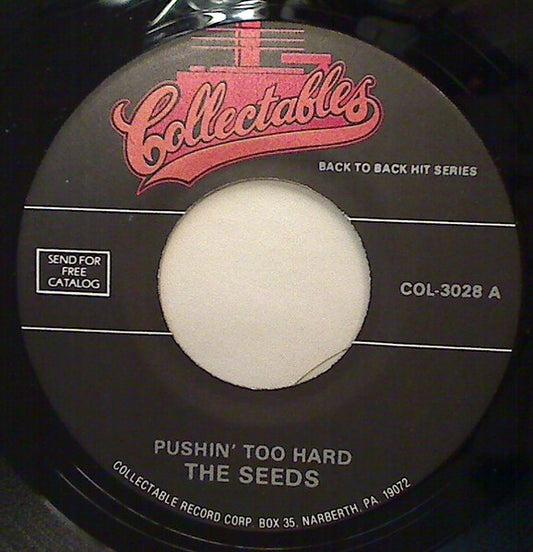 Collectables
BACK TO BACK HIT SERIES
SEND FOR
FREE
CATALOG
COL-3028 A
PUSHIN' TOO HARD
THE SEEDS
COLLECTABLE RECORD CORP. BOX 35, NARBERTH, PA 19072